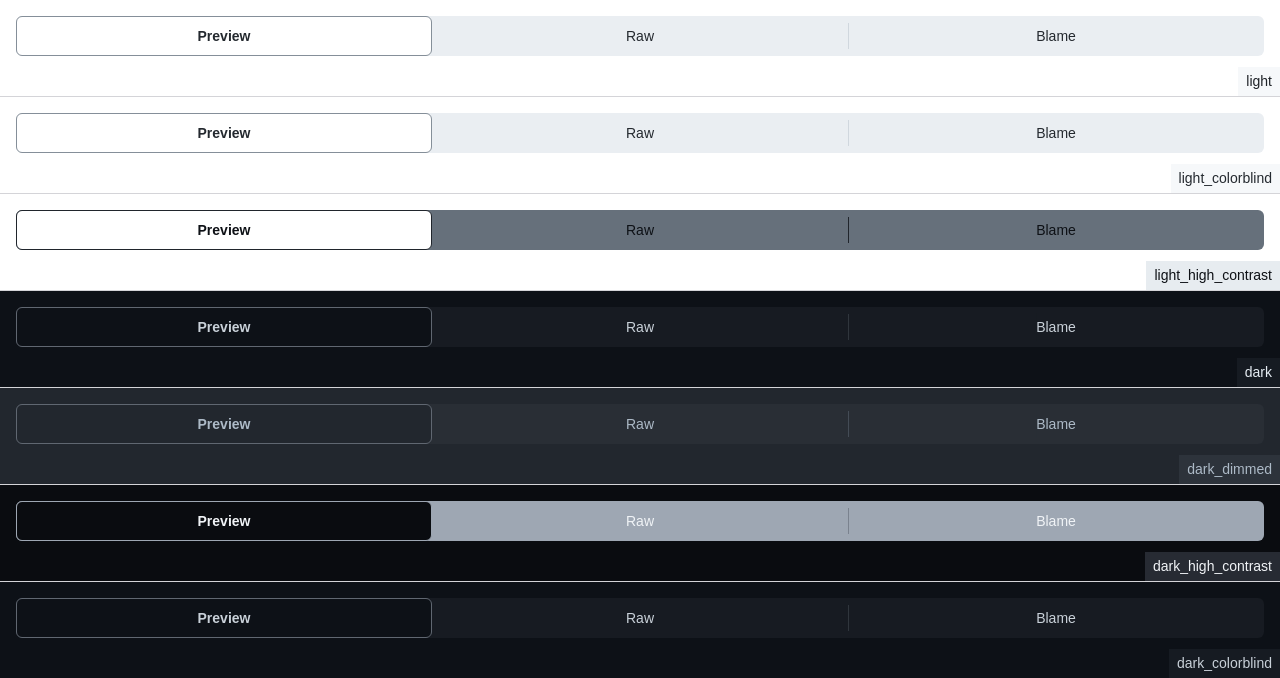 Preview Raw Blame
light
Preview Raw Blame
light_colorblind
Preview Raw Blame
light_high_contrast
Preview Raw Blame
dark
Preview Raw Blame
dark_dimmed
Preview Raw Blame
dark_high_contrast
Preview Raw Blame
dark_colorblind